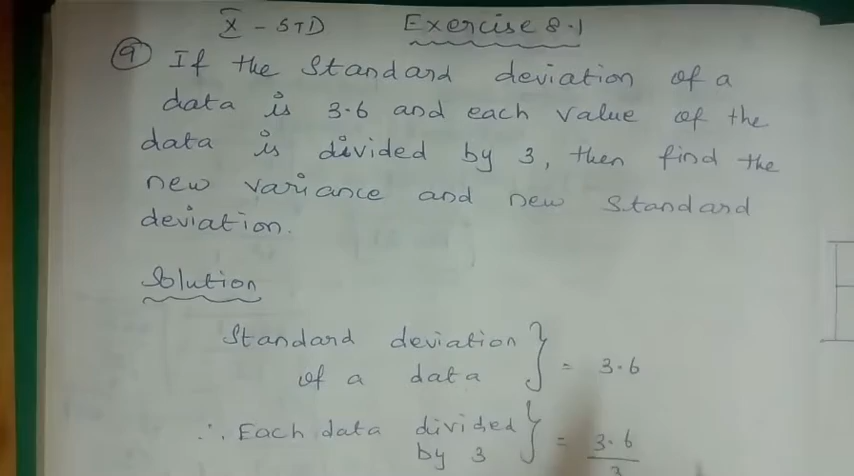 X - STD Exercise 8.1
9 If the standard deviation of a
data is 3.6 and each value of the
data is divided by 3, then find the
new variance and new standard
deviation.
Solution
Standard deviation
of a data } = 3.6
∴ Each data divided
by 3 } = 3.6/3